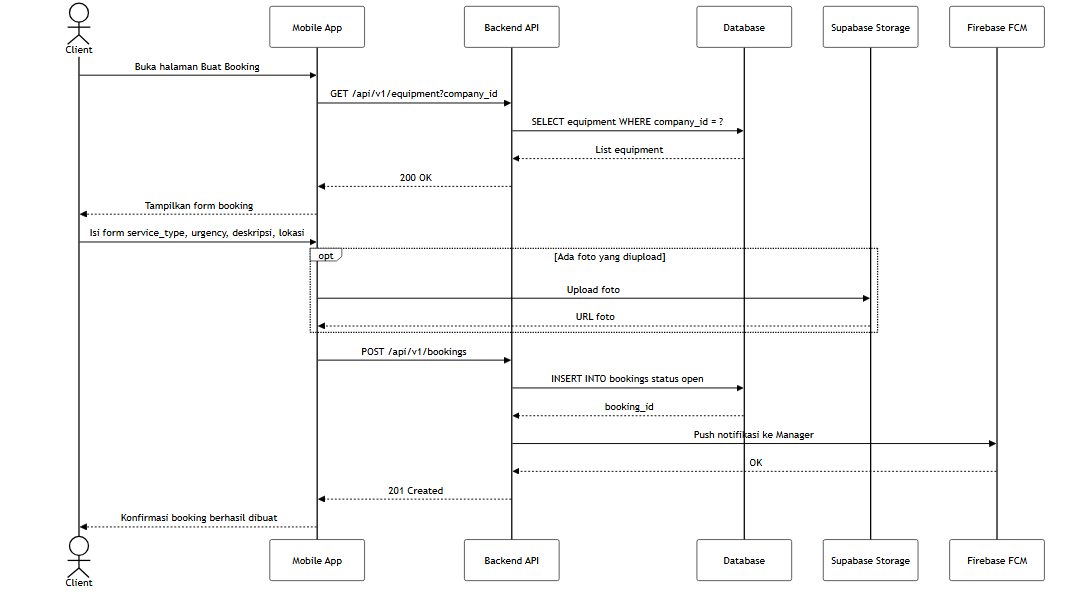 Client
Mobile App
Backend API
Database
Supabase Storage
Firebase FCM
Buka halaman Buat Booking
GET /api/v1/equipment?company_id
SELECT equipment WHERE company_id = ?
List equipment
200 OK
Tampilkan form booking
Isi form service_type, urgency, deskripsi, lokasi
opt
[Ada foto yang diupload]
Upload foto
URL foto
POST /api/v1/bookings
INSERT INTO bookings status open
booking_id
Push notifikasi ke Manager
OK
201 Created
Konfirmasi booking berhasil dibuat
Client
Mobile App
Backend API
Database
Supabase Storage
Firebase FCM